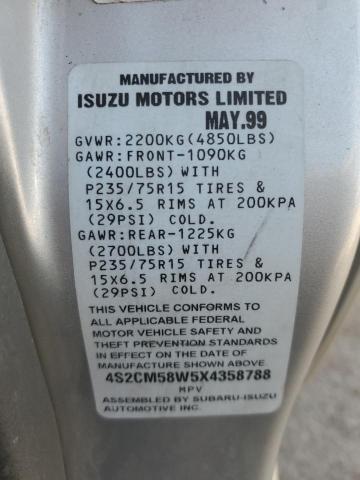 MANUFACTURED BY
ISUZU MOTORS LIMITED
MAY.99
GVWR:2200KG(4850LBS)
GAWR:FRONT-1090KG
(2400LBS)WITH
P235/75R15 TIRES &
15X6.5 RIMS AT 200KPA
(29PSI) COLD.
GAWR:REAR-1225KG
(2700LBS)WITH
P235/75R15 TIRES &
15X6.5 RIMS AT 200KPA
(29PSI) COLD.
THIS VEHICLE CONFORMS TO
ALL APPLICABLE FEDERAL
MOTOR VEHICLE SAFETY AND
THEFT PREVENTION STANDARDS
IN EFFECT ON THE DATE OF
MANUFACTURE SHOWN ABOVE
4S2CM58W5X4358788
MPV
ASSEMBLED BY SUBARU-ISUZU
AUTOMOTIVE INC.